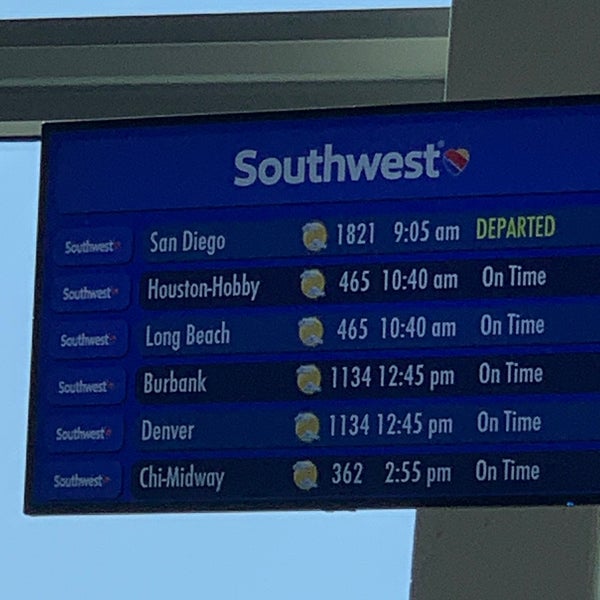 Southwest
Southwest San Diego 1821 9:05 am DEPARTED
Southwest Houston-Hobby 465 10:40 am On Time
Southwest Long Beach 465 10:40 am On Time
Southwest Burbank 1134 12:45 pm On Time
Southwest Denver 1134 12:45 pm On Time
Southwest Chi-Midway 362 2:55 pm On Time